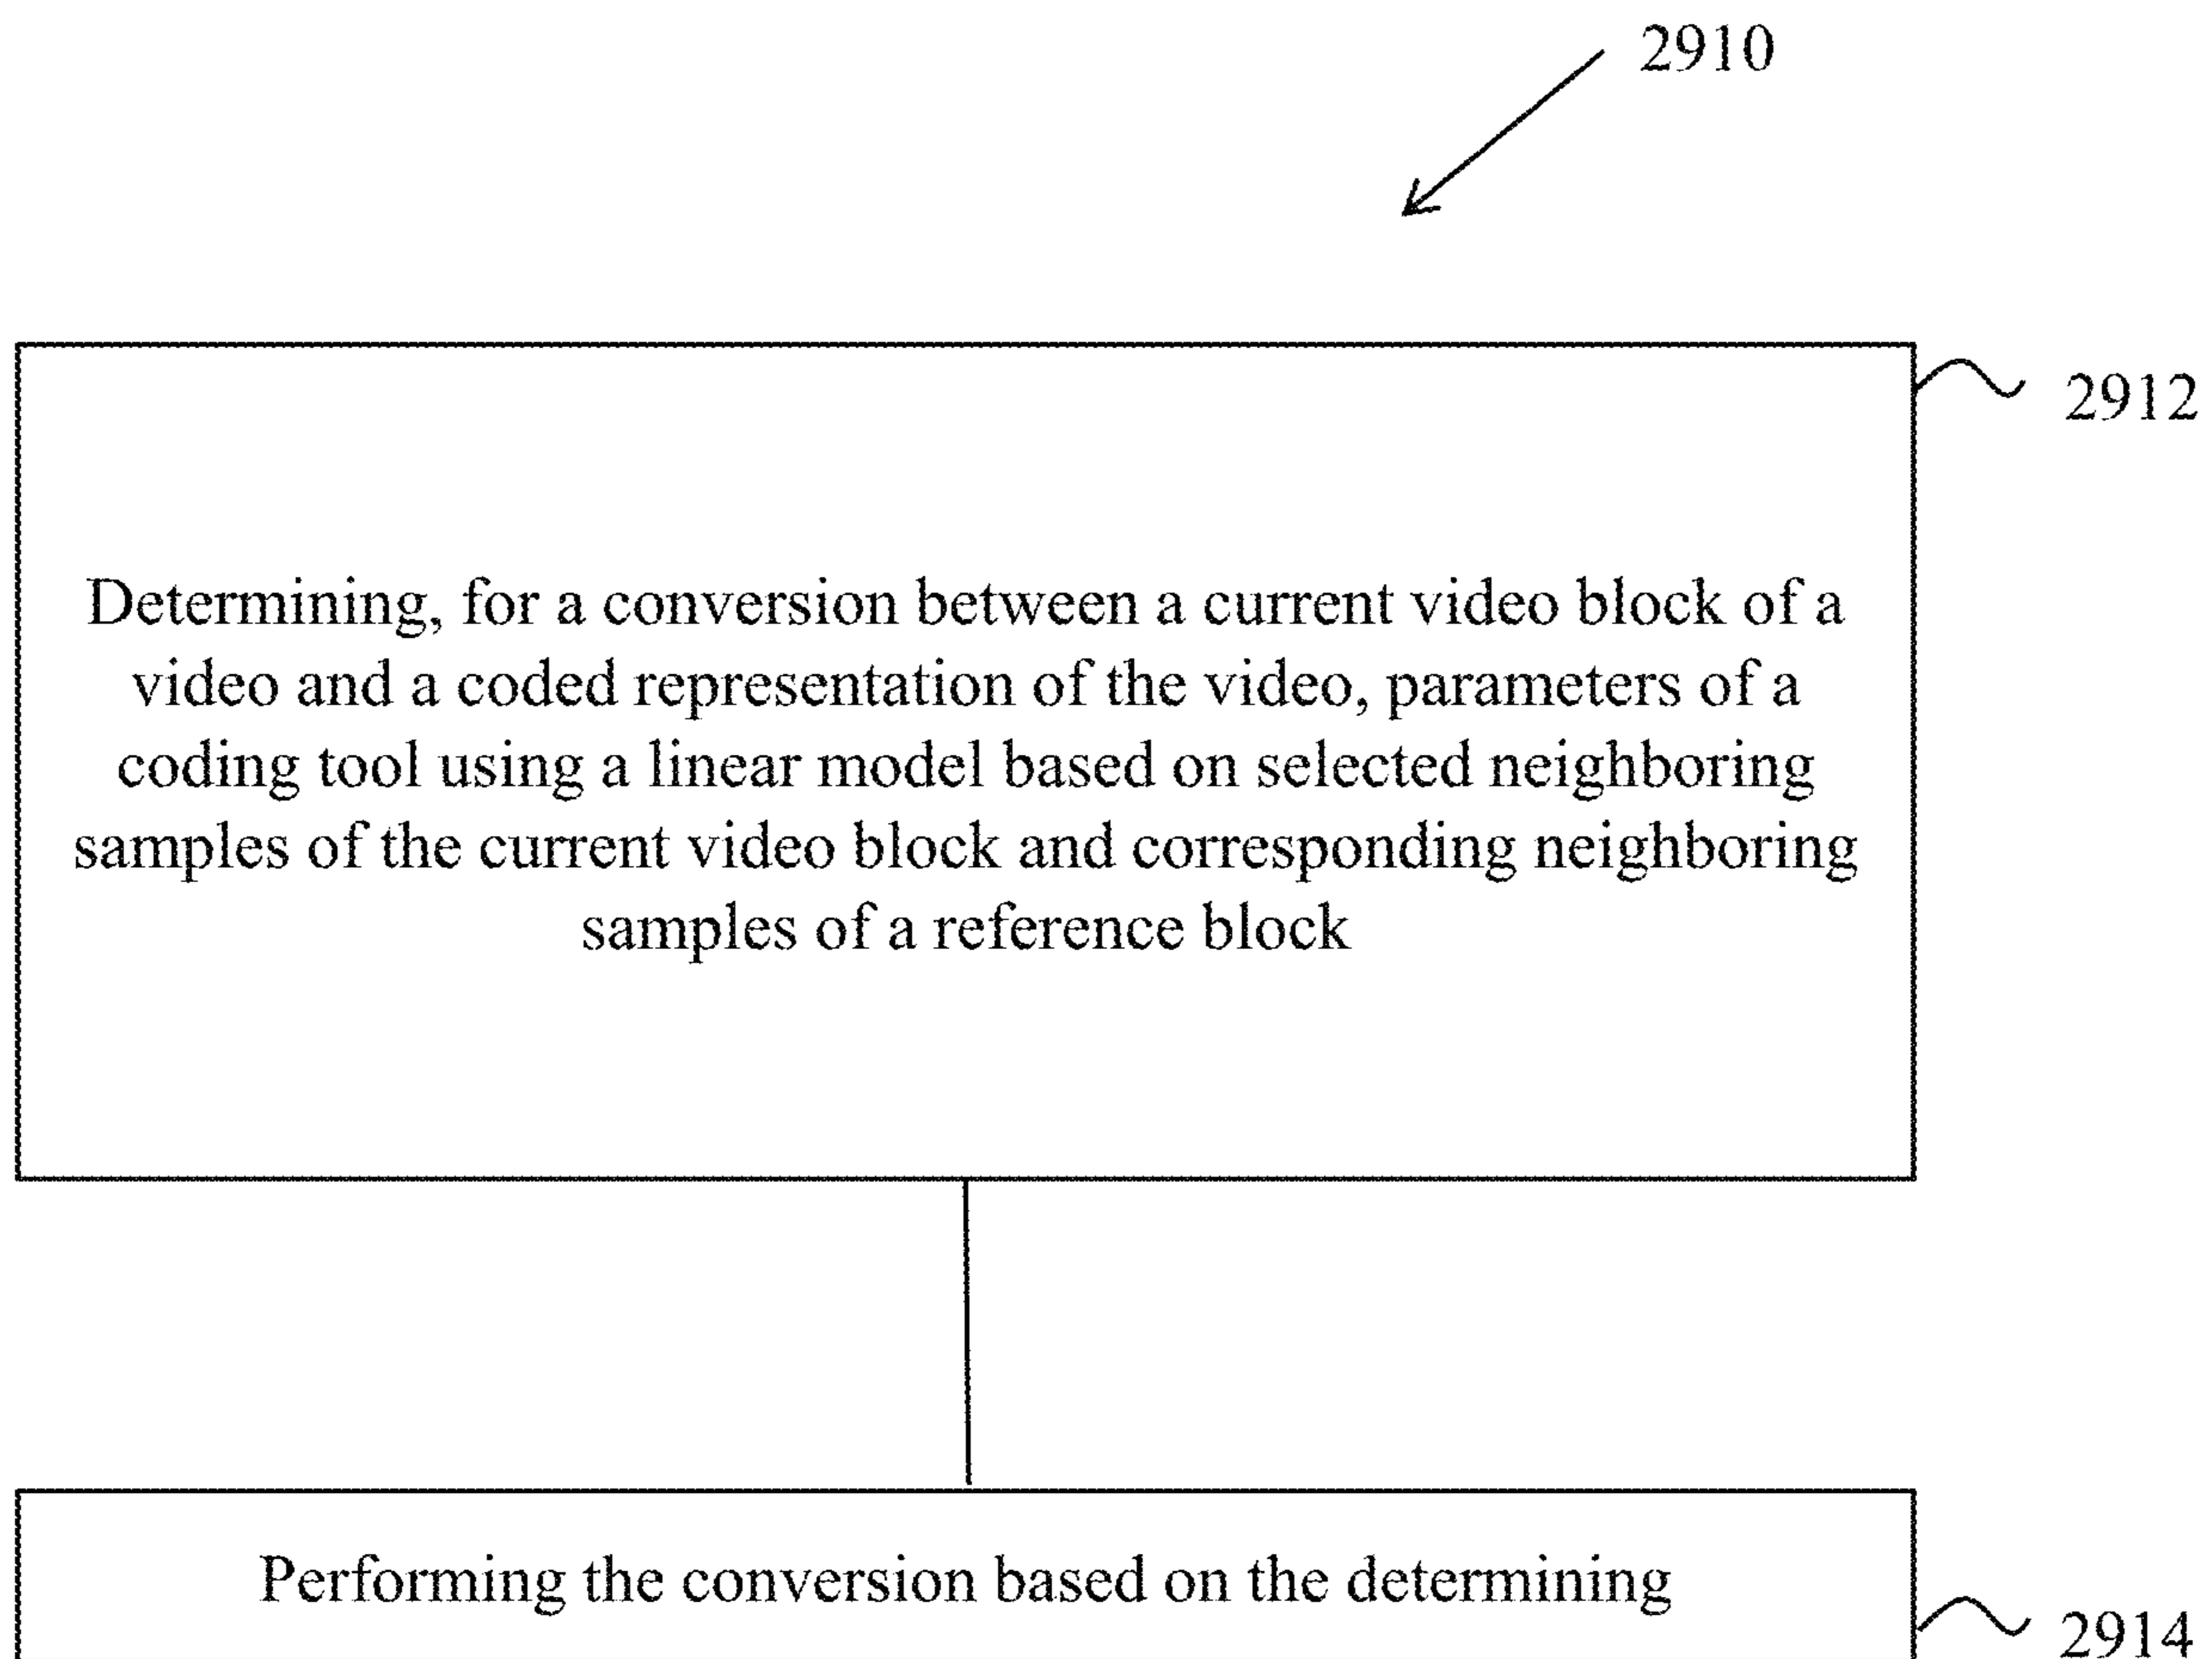 2910
2912
Determining, for a conversion between a current video block of a
video and a coded representation of the video, parameters of a
coding tool using a linear model based on selected neighboring
samples of the current video block and corresponding neighboring
samples of a reference block
Performing the conversion based on the determining
2914